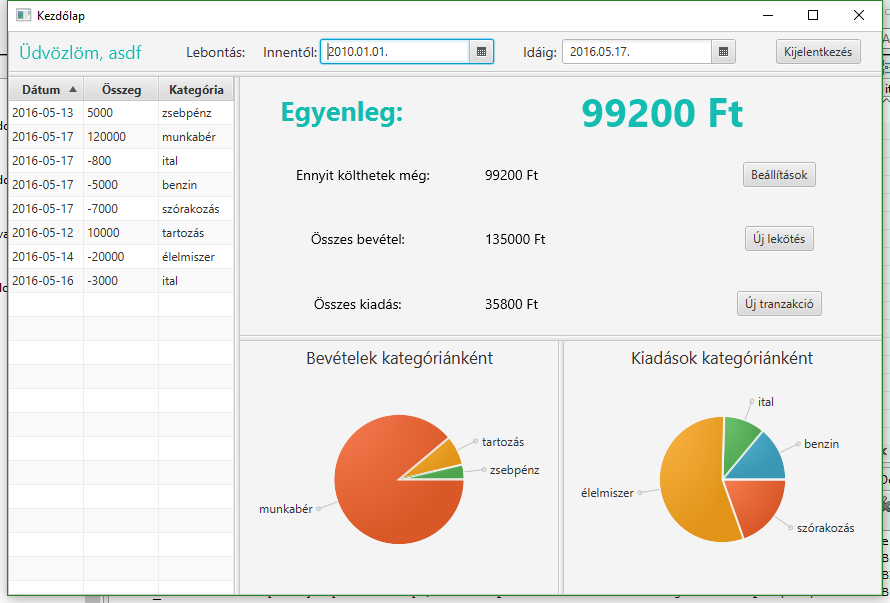 Kezdőlap
Üdvözlöm, asdf Lebontás: Innentől: 2010.01.01. Idáig: 2016.05.17. Kijelentkezés
Dátum Összeg Kategória
2016-05-13 5000 zsebpénz
2016-05-17 120000 munkabér
2016-05-17 -800 ital
2016-05-17 -5000 benzin
2016-05-17 -7000 szórakozás
2016-05-12 10000 tartozás
2016-05-14 -20000 élelmiszer
2016-05-16 -3000 ital
Egyenleg: 99200 Ft
Ennyit költhetek még: 99200 Ft Beállítások
Összes bevétel: 135000 Ft Új lekötés
Összes kiadás: 35800 Ft Új tranzakció
Bevételek kategóriánként
tartozás
zsebpénz
munkabér
Kiadások kategóriánként
ital
benzin
élelmiszer
szórakozás